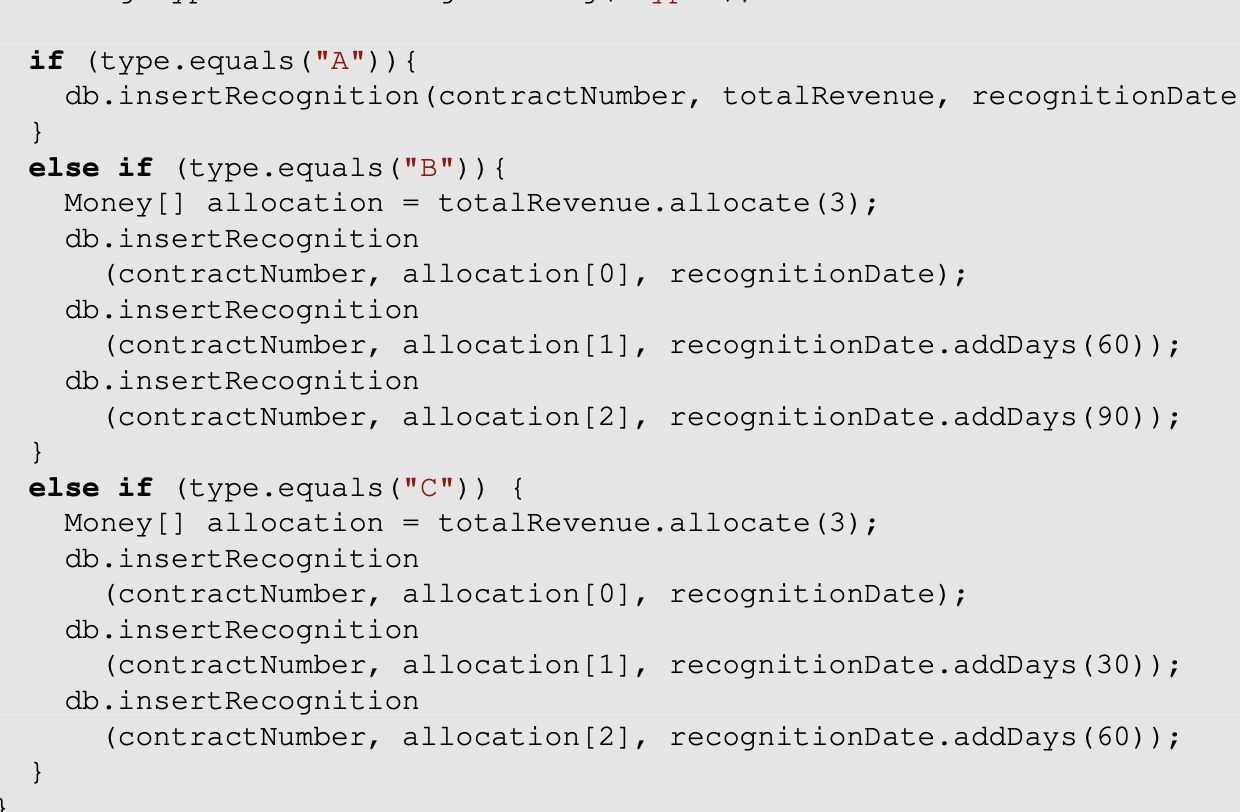 if (type.equals("A")){
db.insertRecognition(contractNumber, totalRevenue, recognitionDate
}
else if (type.equals("B")){
Money[] allocation = totalRevenue.allocate(3);
db.insertRecognition
(contractNumber, allocation[0], recognitionDate);
db.insertRecognition
(contractNumber, allocation[1], recognitionDate.addDays(60));
db.insertRecognition
(contractNumber, allocation[2], recognitionDate.addDays(90));
}
else if (type.equals("C")) {
Money[] allocation = totalRevenue.allocate(3);
db.insertRecognition
(contractNumber, allocation[0], recognitionDate);
db.insertRecognition
(contractNumber, allocation[1], recognitionDate.addDays(30));
db.insertRecognition
(contractNumber, allocation[2], recognitionDate.addDays(60));
}
}